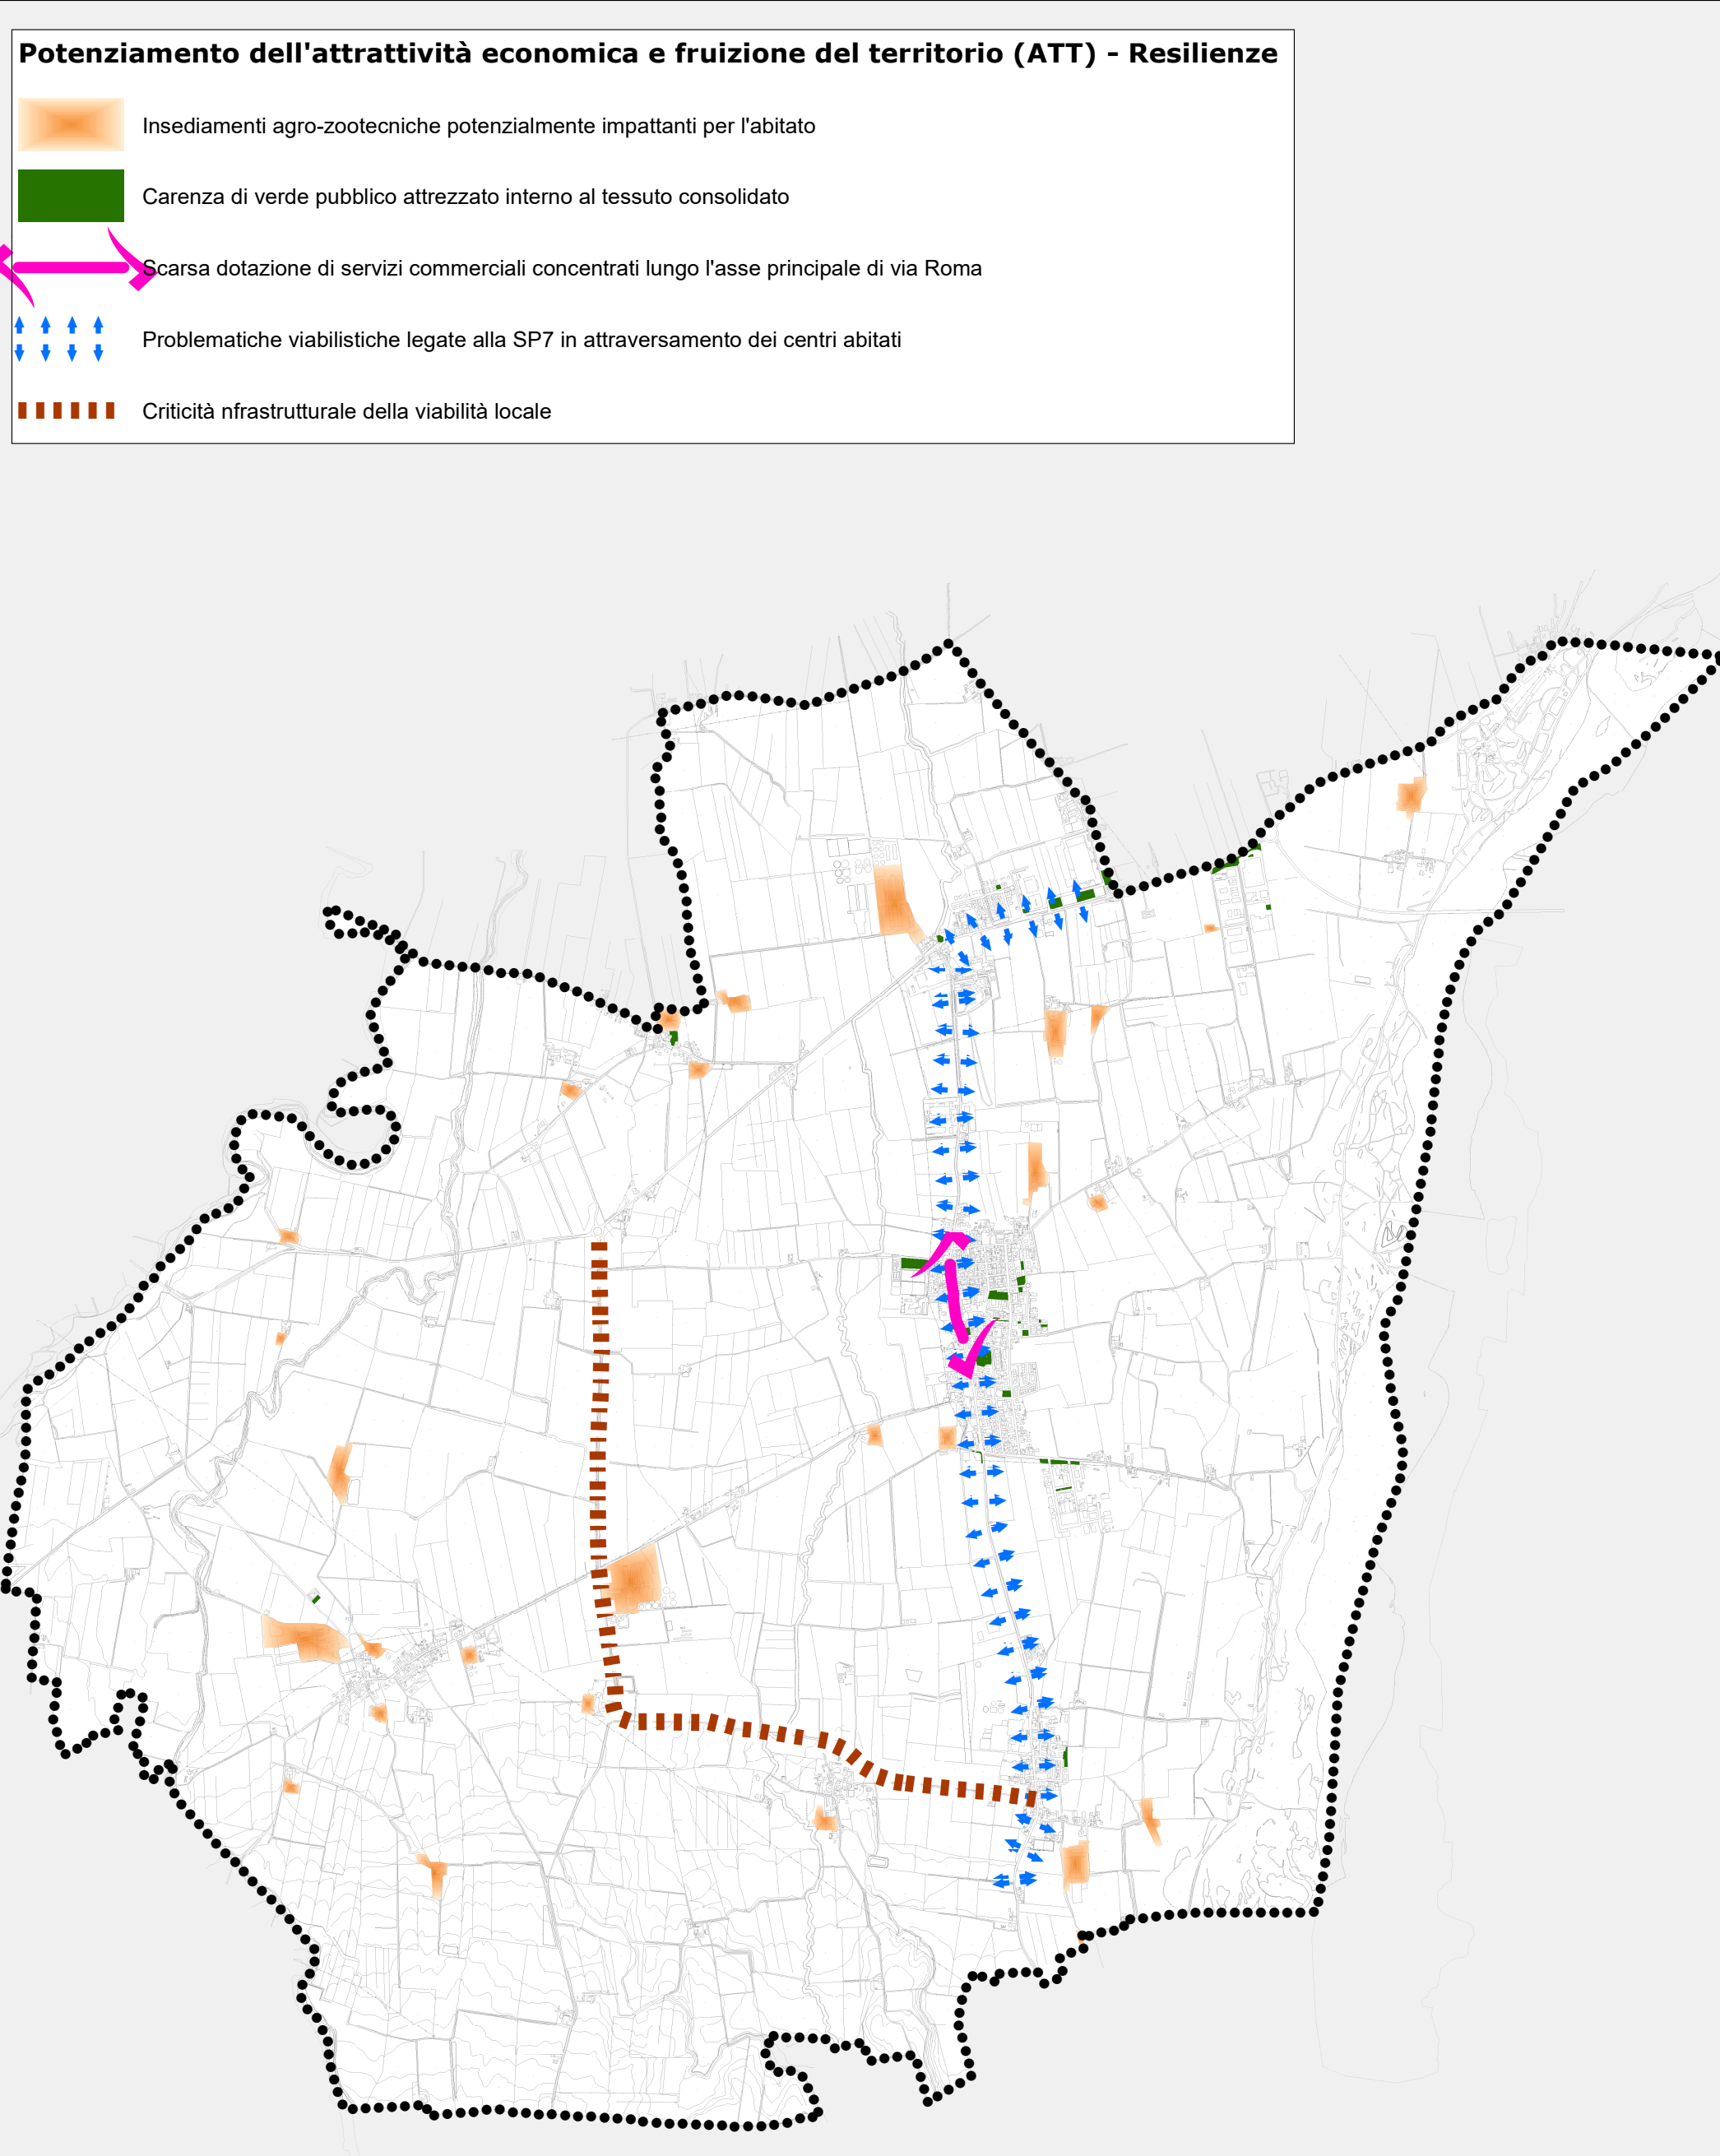 Potenziamento dell'attrattività economica e fruizione del territorio (ATT) - Resilienze
Insediamenti agro-zootecniche potenzialmente impattanti per l'abitato
Carenza di verde pubblico attrezzato interno al tessuto consolidato
Scarsa dotazione di servizi commerciali concentrati lungo l'asse principale di via Roma
Problematiche viabilistiche legate alla SP7 in attraversamento dei centri abitati
Criticità nfrastrutturale della viabilità locale